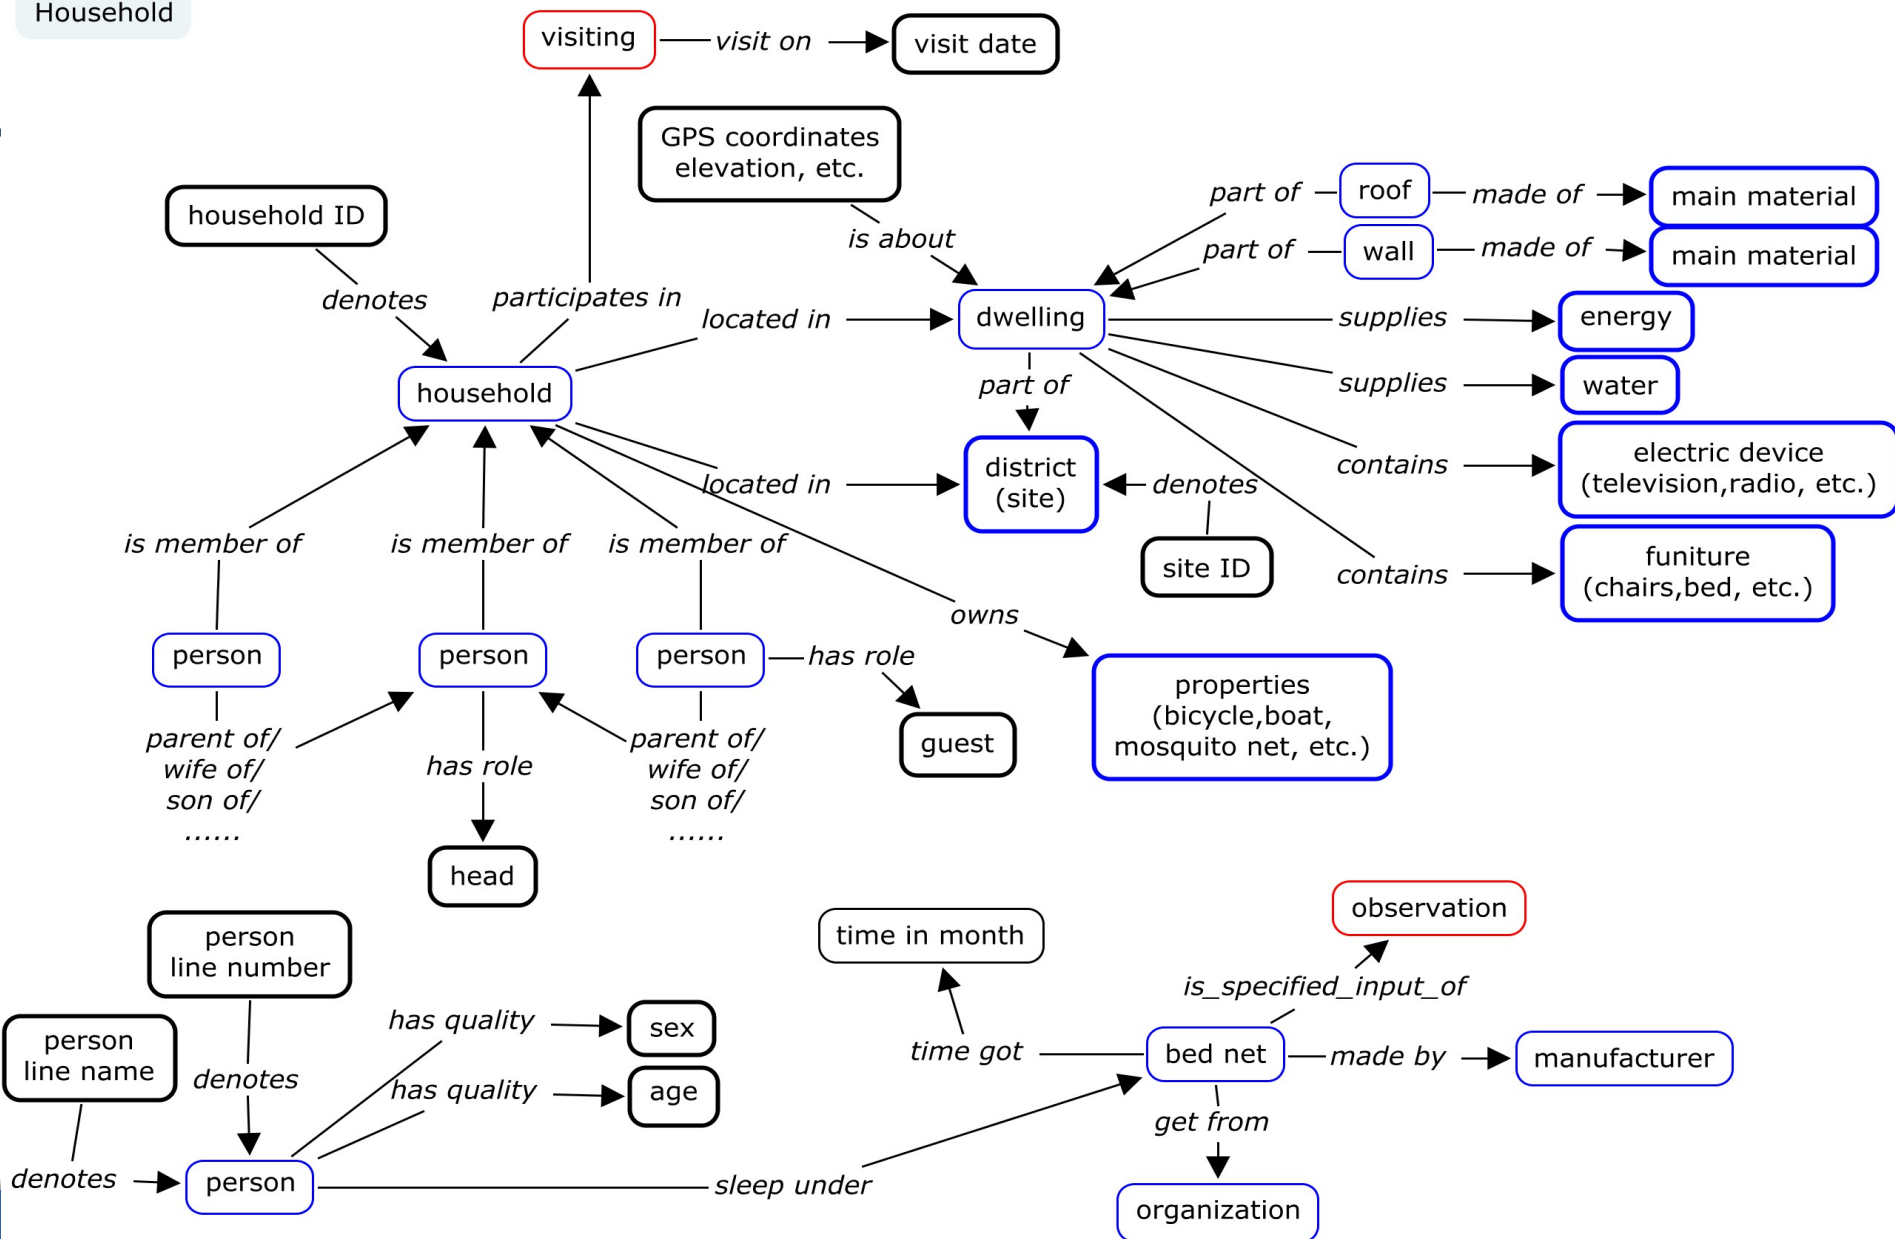 Household
visiting
visit on
visit date
GPS coordinates
elevation, etc.
household ID
is about
denotes
participates in
located in
part of
roof
made of
main material
part of
wall
made of
main material
dwelling
supplies
energy
supplies
water
household
part of
located in
district
(site)
denotes
site ID
contains
electric device
(television,radio, etc.)
contains
funiture
(chairs,bed, etc.)
is member of
is member of
is member of
owns
properties
(bicycle,boat,
mosquito net, etc.)
person
person
person
has role
guest
parent of/
wife of/
son of/
......
has role
head
parent of/
wife of/
son of/
......
person
line number
person
line name
denotes
denotes
person
has quality
sex
has quality
age
sleep under
time in month
time got
observation
is_specified_input_of
bed net
made by
manufacturer
get from
organization